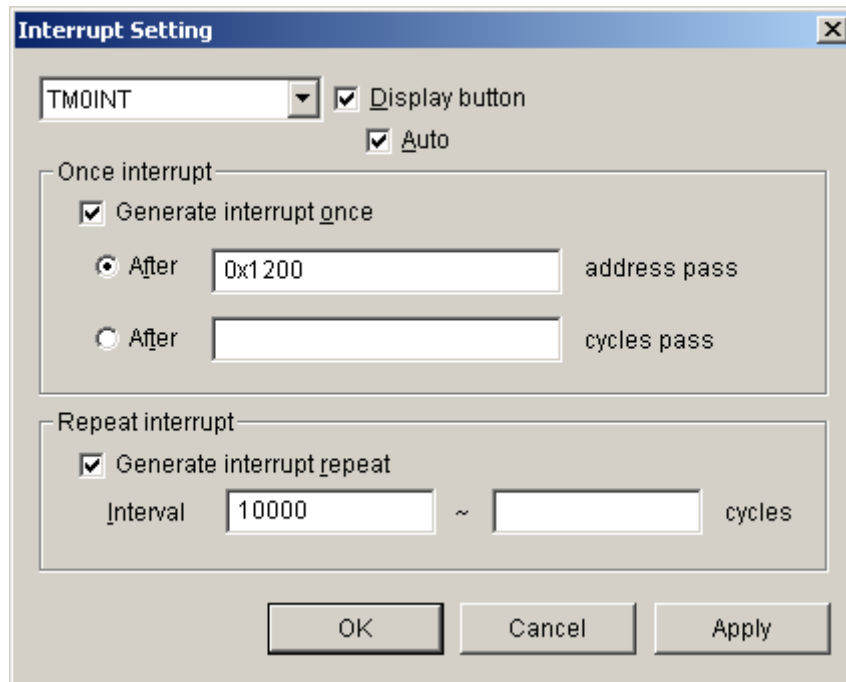 Interrupt Setting
TM0INT
Display button
Auto
Once interrupt
Generate interrupt once
After 0x1200 address pass
After cycles pass
Repeat interrupt
Generate interrupt repeat
Interval 10000 ~ cycles
OK Cancel Apply